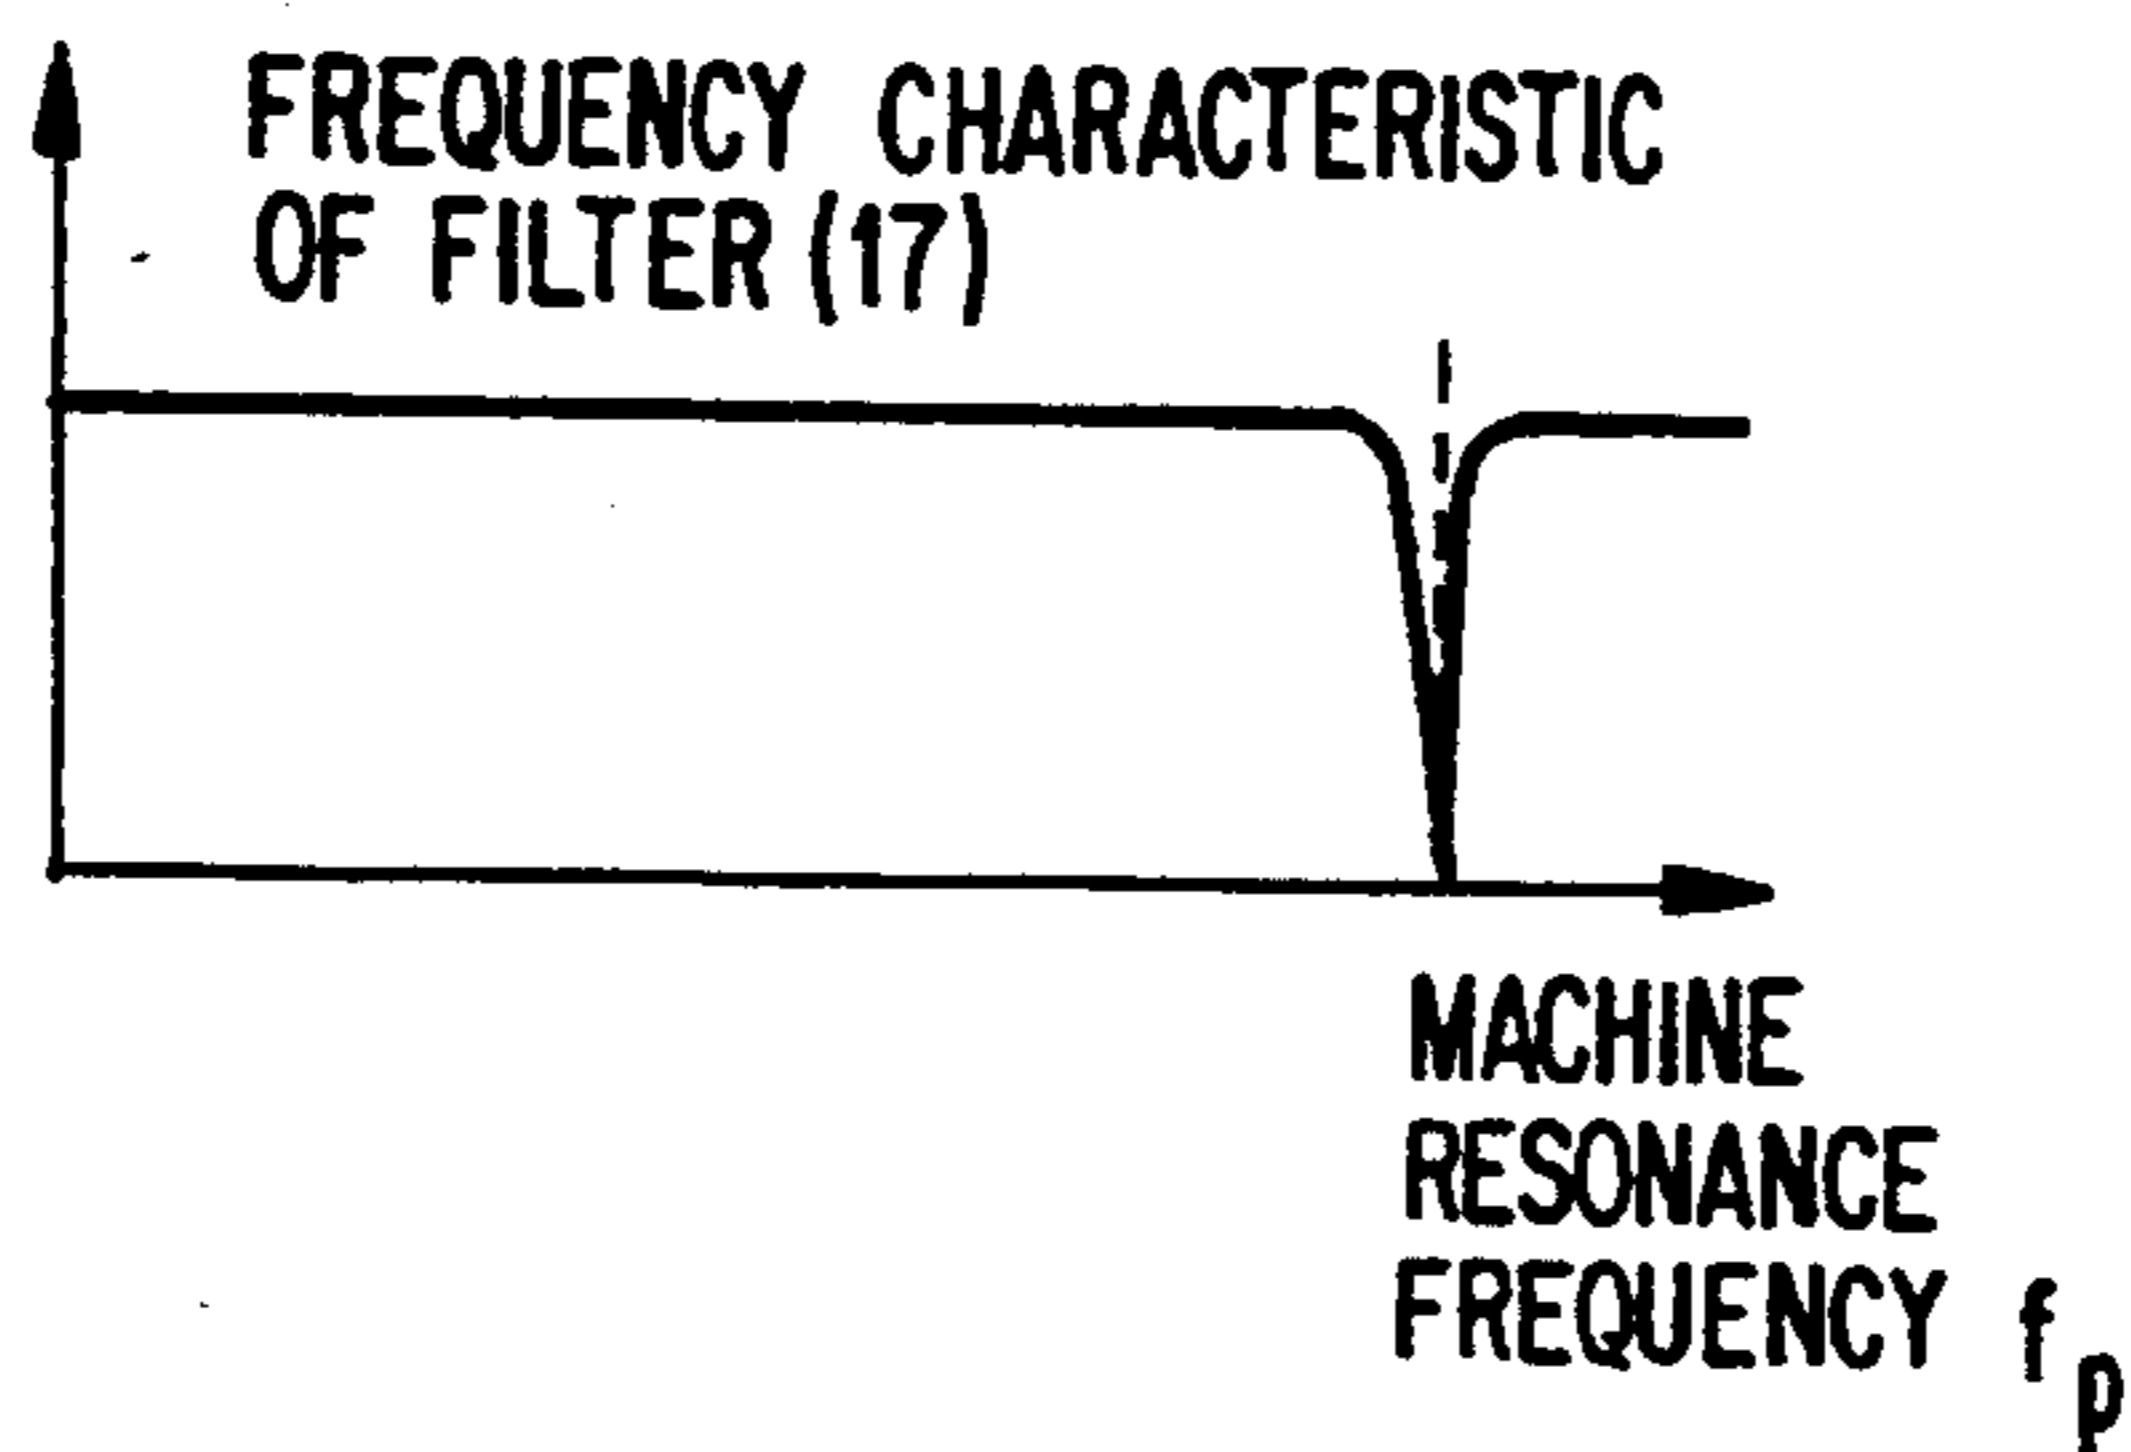 FREQUENCY CHARACTERISTIC
OF FILTER (17)
MACHINE
RESONANCE
FREQUENCY fp